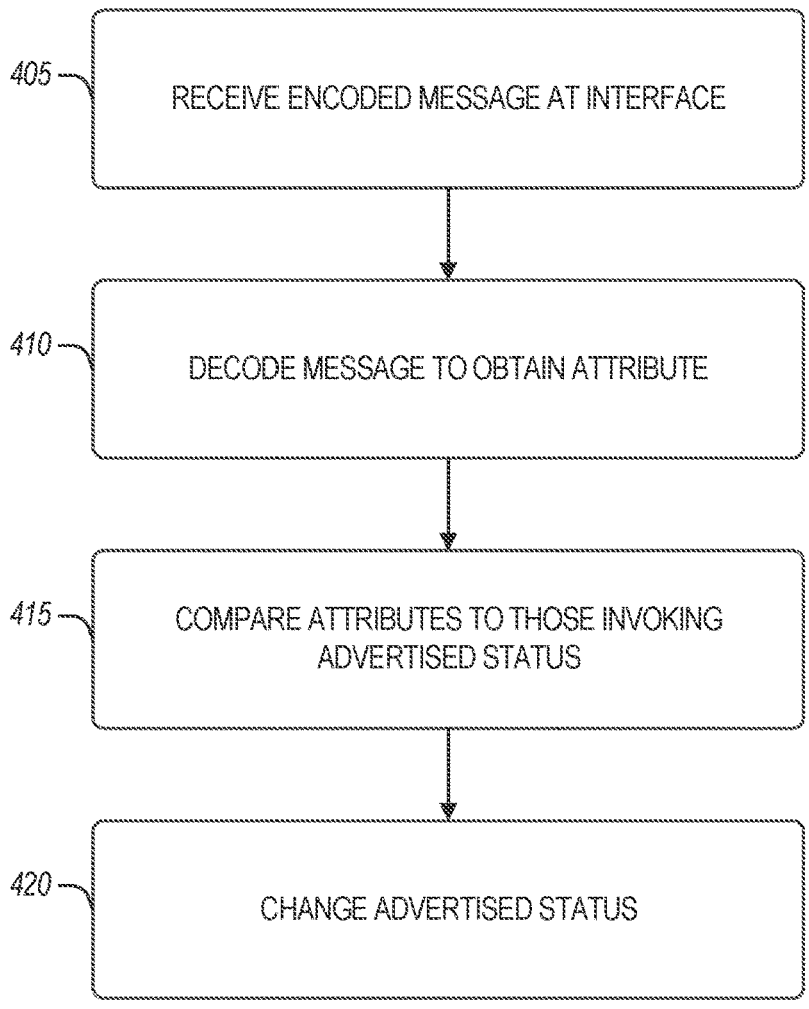 405
RECEIVE ENCODED MESSAGE AT INTERFACE
410
DECODE MESSAGE TO OBTAIN ATTRIBUTE
415
COMPARE ATTRIBUTES TO THOSE INVOKING
ADVERTISED STATUS
420
CHANGE ADVERTISED STATUS